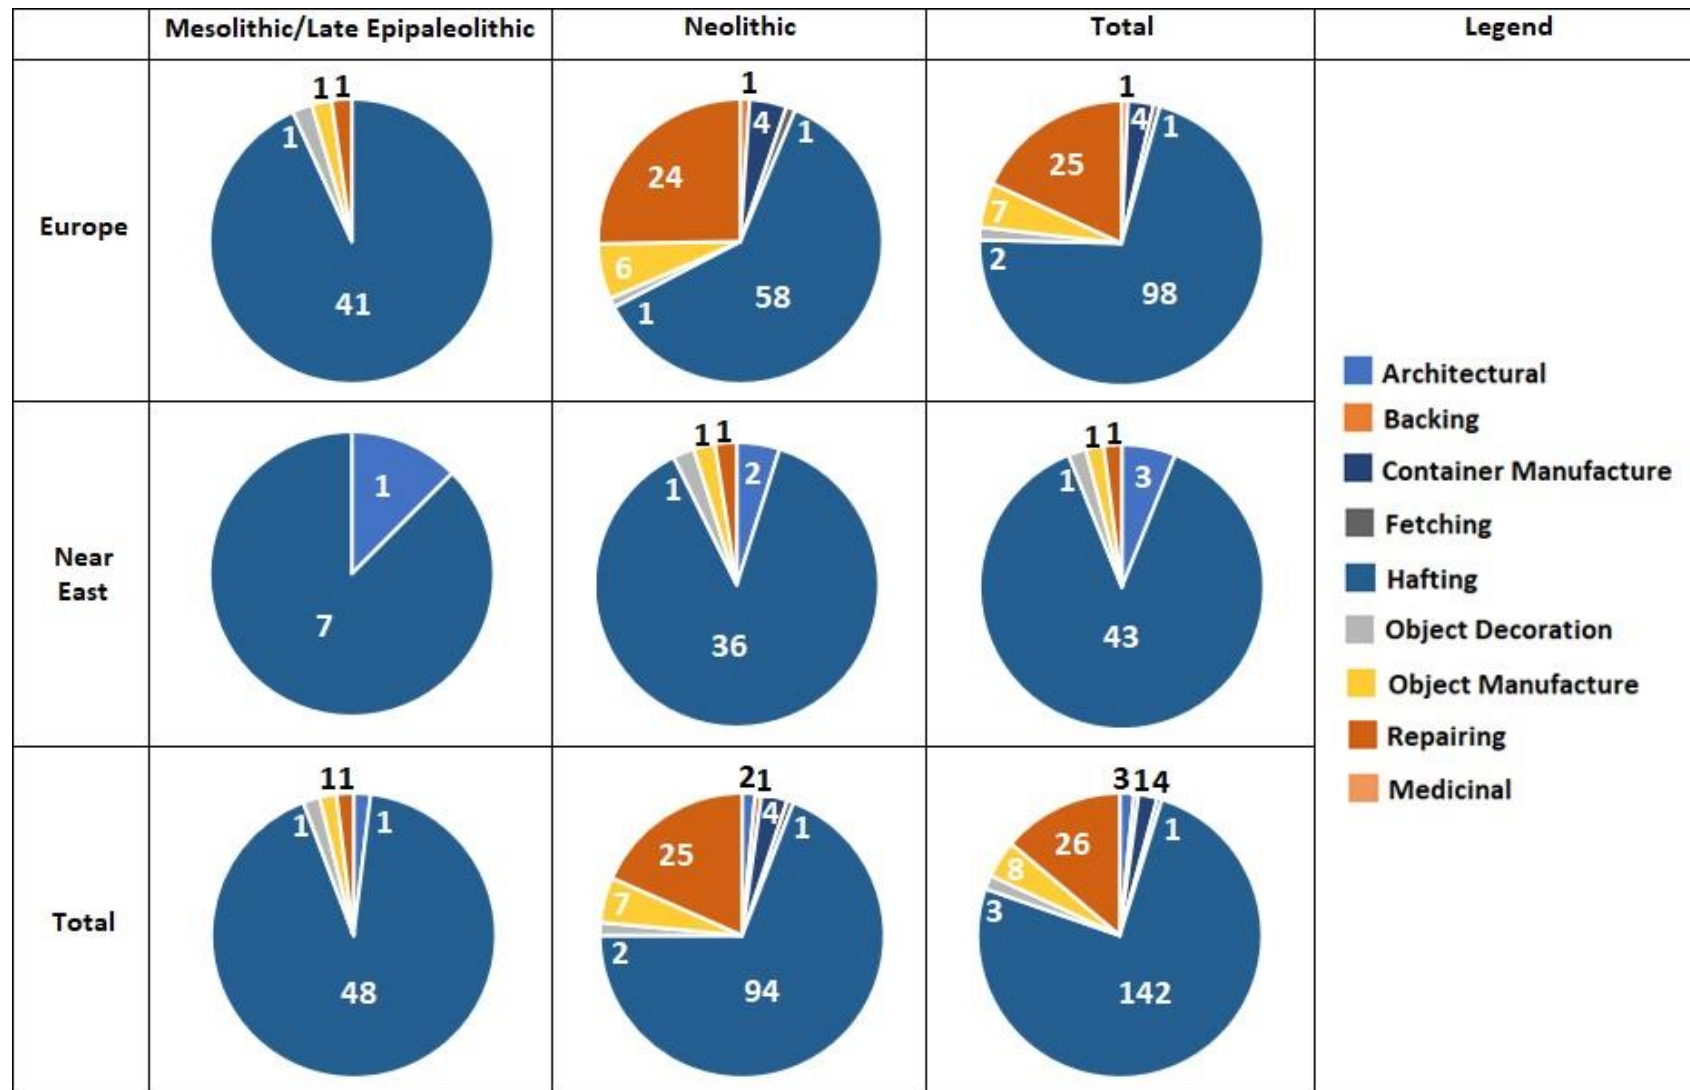 Mesolithic/Late Epipaleolithic Neolithic Total Legend
Europe
1 1
1
41
1
4
1
24
6
1
58
1
4
1
25
7
2
98
Near
East
1
7
1 1
2
1
36
1 1
3
1
43
Total
1 1
1
1
48
2 1
4
1
25
7
2
94
3 1 4
1
26
8
3
142
Architectural
Backing
Container Manufacture
Fetching
Hafting
Object Decoration
Object Manufacture
Repairing
Medicinal